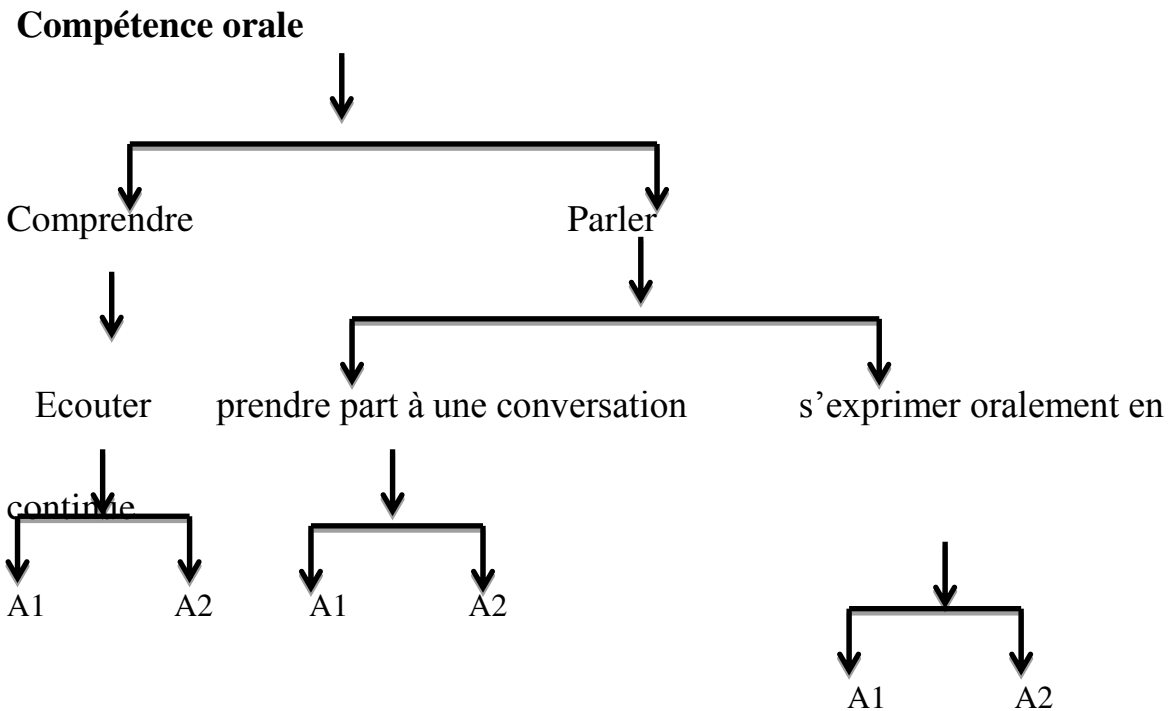 Compétence orale
Comprendre Parler
Ecouter prendre part à une conversation s’exprimer oralement en
continue
A1 A2 A1 A2
A1 A2